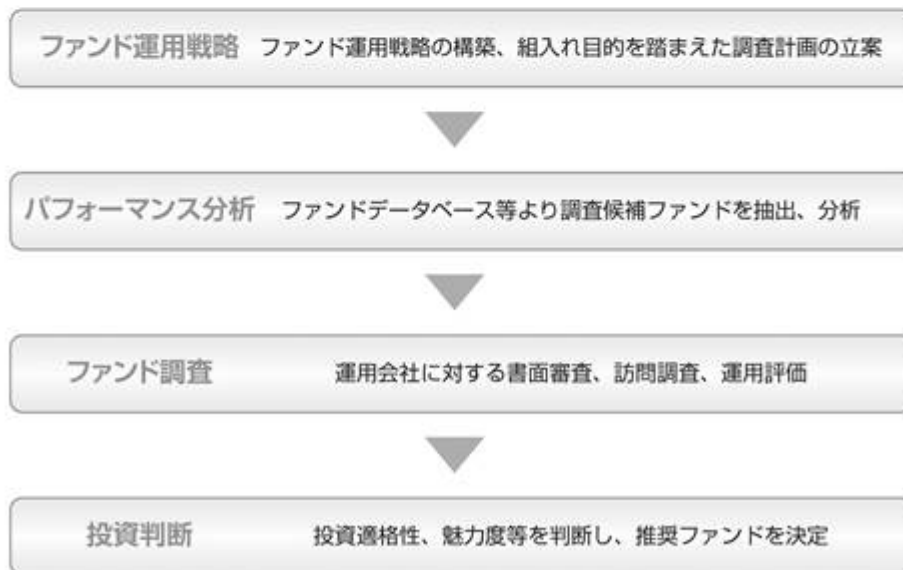 ファンド運用戦略 ファンド運用戦略の構築、組入れ目的を踏まえた調査計画の立案
パフォーマンス分析 ファンドデータベース等より調査候補ファンドを抽出、分析
ファンド調査 運用会社に対する書面審査、訪問調査、運用評価
投資判断 投資適格性、魅力度等を判断し、推奨ファンドを決定